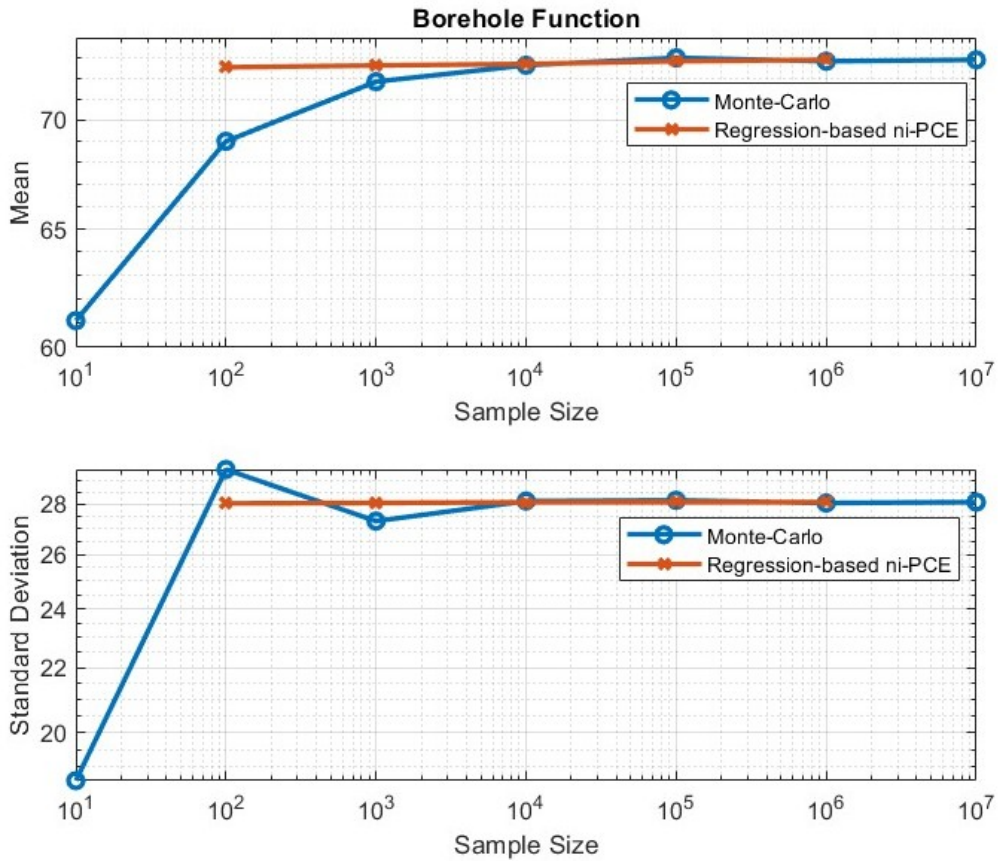 Borehole Function
Mean
70
65
60
Monte-Carlo
Regression-based ni-PCE
10^1 10^2 10^3 10^4 10^5 10^6 10^7
Sample Size
Standard Deviation
28
26
24
22
20
Monte-Carlo
Regression-based ni-PCE
10^1 10^2 10^3 10^4 10^5 10^6 10^7
Sample Size